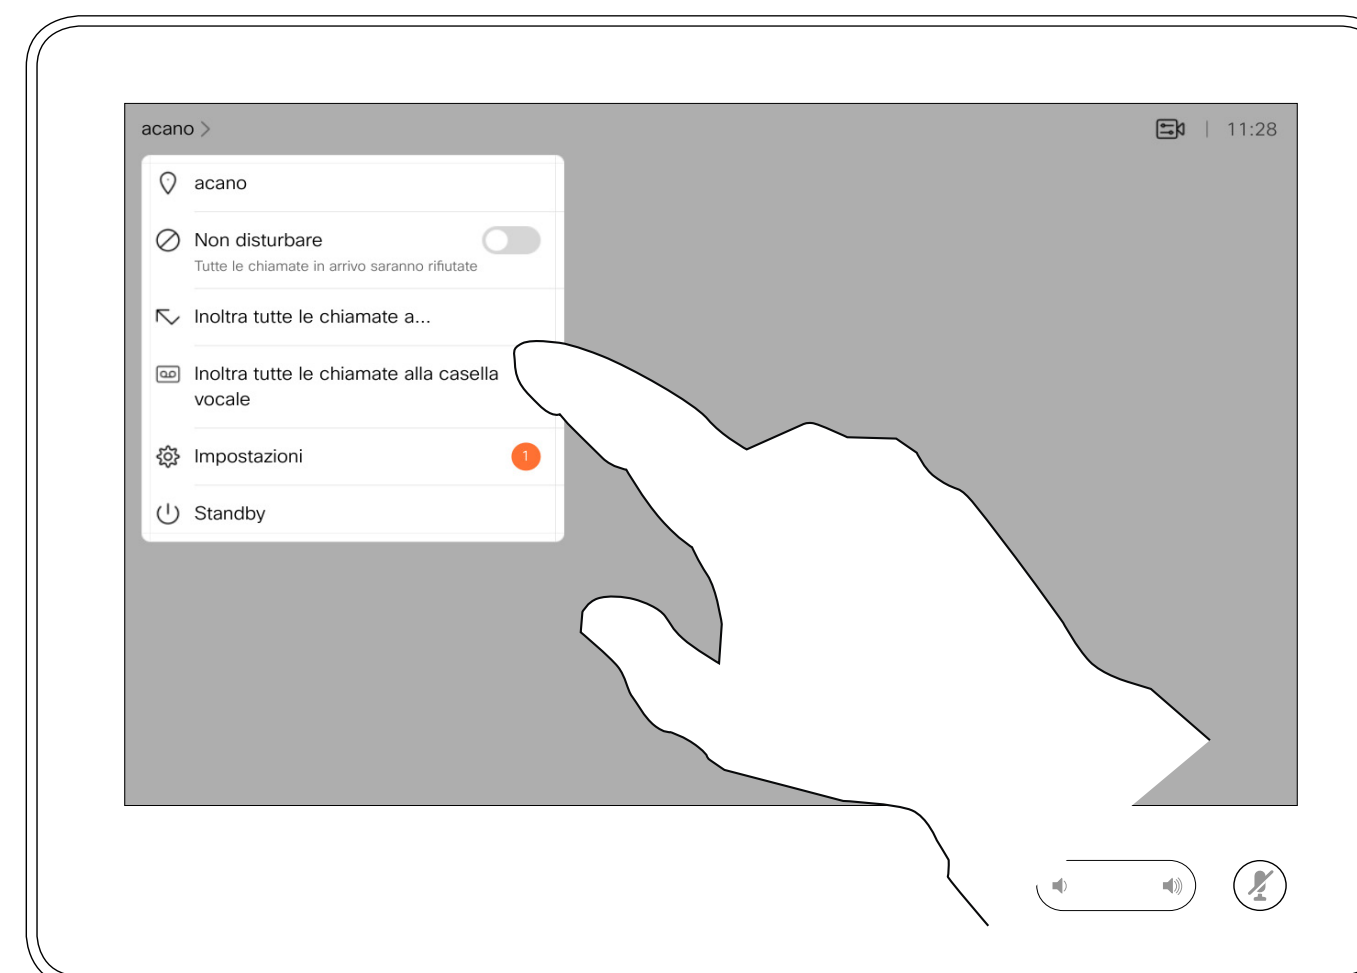 acano
11:28
acano
Non disturbare
Tutte le chiamate in arrivo saranno rifiutate
Inoltra tutte le chiamate a...
Inoltra tutte le chiamate alla casella
vocale
Impostazioni
1
Standby